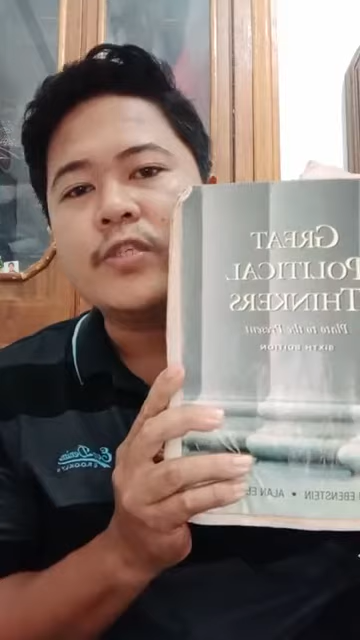 GREAT
POLITICAL
THINKERS
Plato to the Present
SIXTH EDITION
EBENSTEIN • ALAN